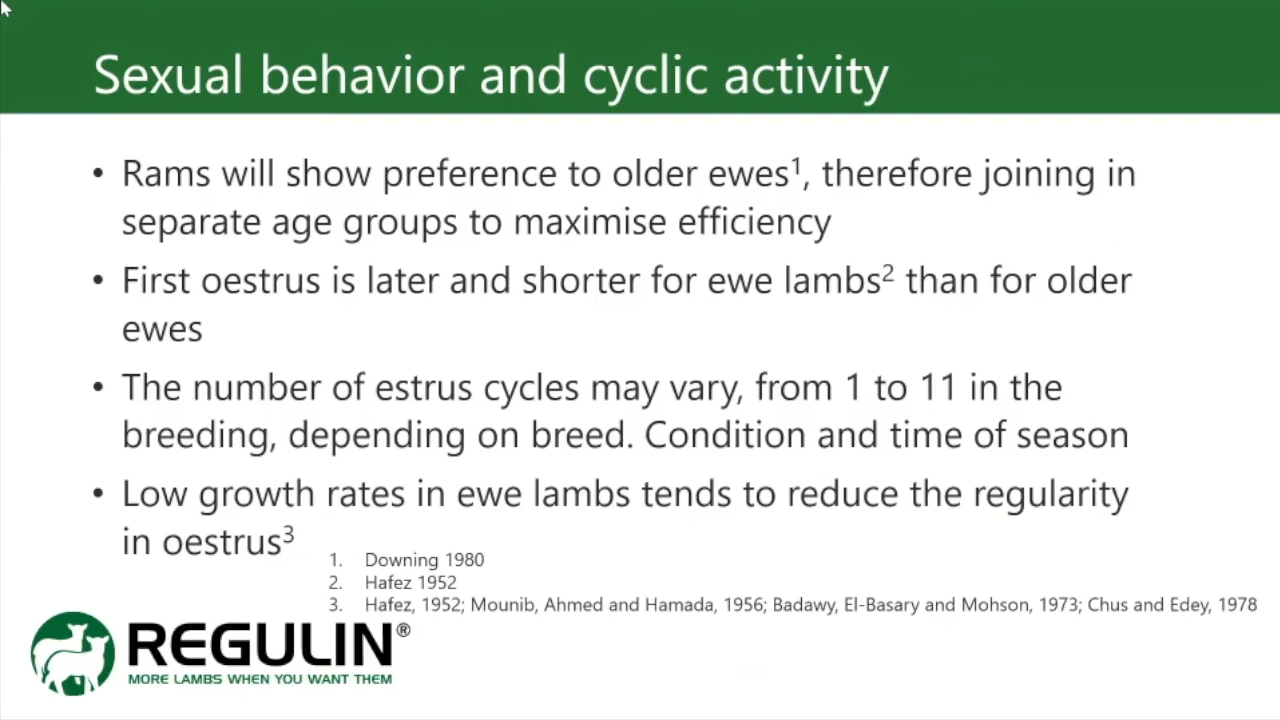 Sexual behavior and cyclic activity
• Rams will show preference to older ewes¹, therefore joining in
separate age groups to maximise efficiency
• First oestrus is later and shorter for ewe lambs² than for older
ewes
• The number of estrus cycles may vary, from 1 to 11 in the
breeding, depending on breed. Condition and time of season
• Low growth rates in ewe lambs tends to reduce the regularity
in oestrus³
1. Downing 1980
2. Hafez 1952
3. Hafez, 1952; Mounib, Ahmed and Hamada, 1956; Badawy, El-Basary and Mohson, 1973; Chus and Edey, 1978
REGULIN®
MORE LAMBS WHEN YOU WANT THEM